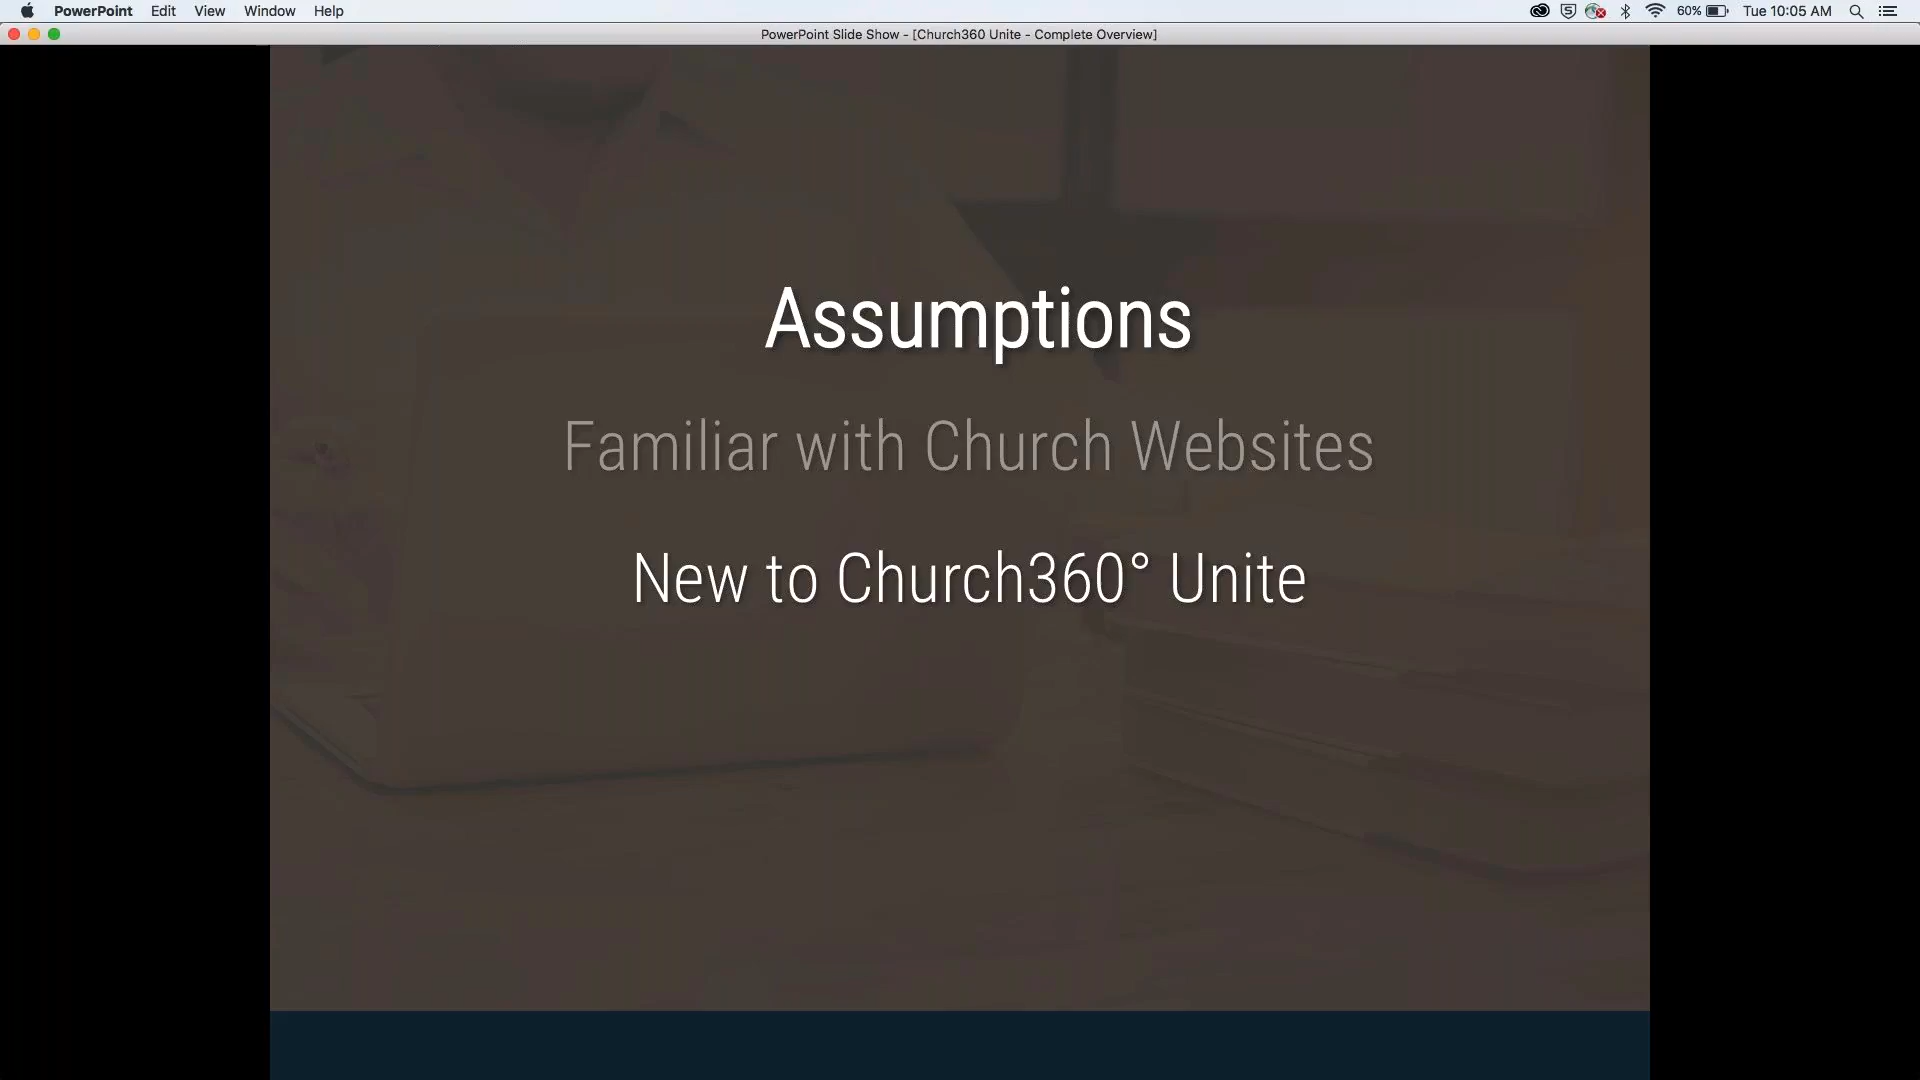 PowerPoint Edit View Window Help 60% Tue 10:05 AM
PowerPoint Slide Show - [Church360 Unite - Complete Overview]
Assumptions
Familiar with Church Websites
New to Church360° Unite